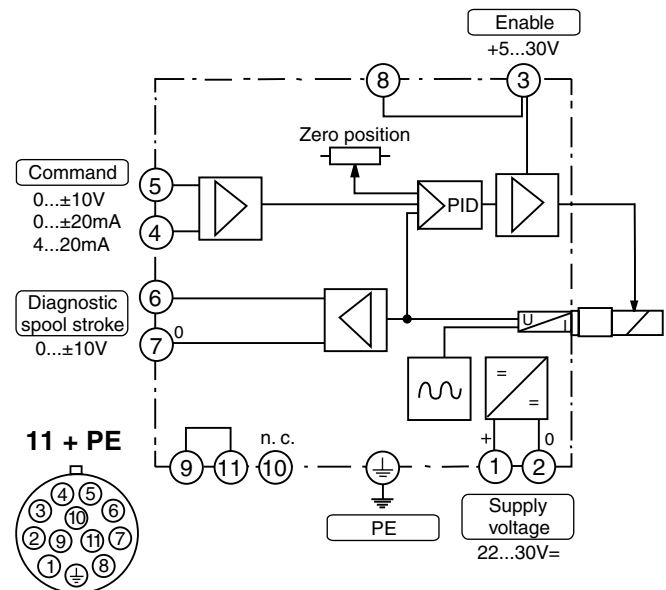 Enable
+5...30V
8
3
Zero position
Command
0...±10V
0...±20mA
4...20mA
5
4
PID
Diagnostic
spool stroke
0...±10V
6
7
0
U
I
=
=
11 + PE
n. c.
+
0
9
11
10
1
2
PE
Supply
voltage
22...30V=
4
5
3
10
6
2
9
11
7
1
8